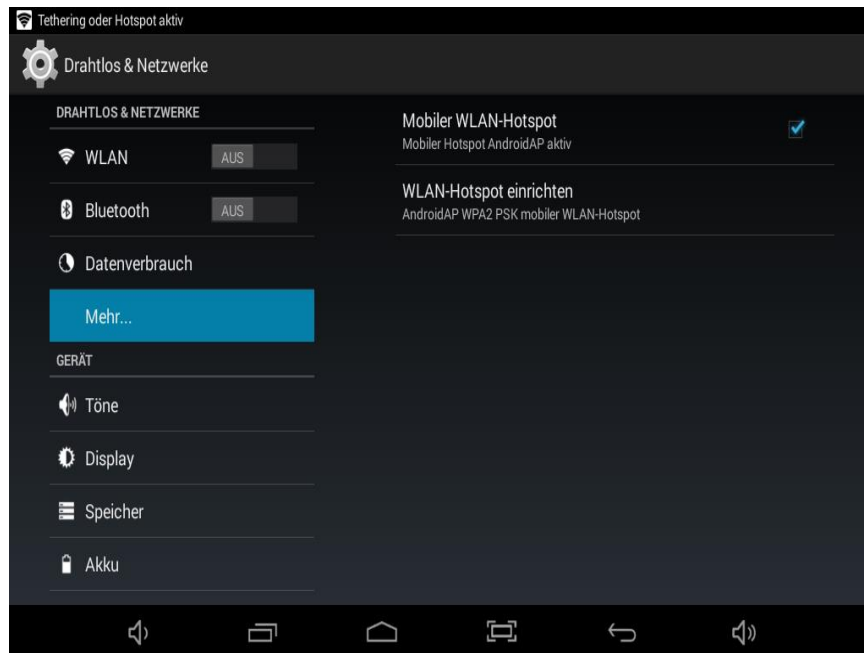 Tethering oder Hotspot aktiv
Drahtlos & Netzwerke
DRAHTLOS & NETZWERKE
WLAN AUS
Bluetooth AUS
Datenverbrauch
Mehr...
GERÄT
Töne
Display
Speicher
Akku
Mobiler WLAN-Hotspot
Mobiler Hotspot AndroidAP aktiv
WLAN-Hotspot einrichten
AndroidAP WPA2 PSK mobiler WLAN-Hotspot